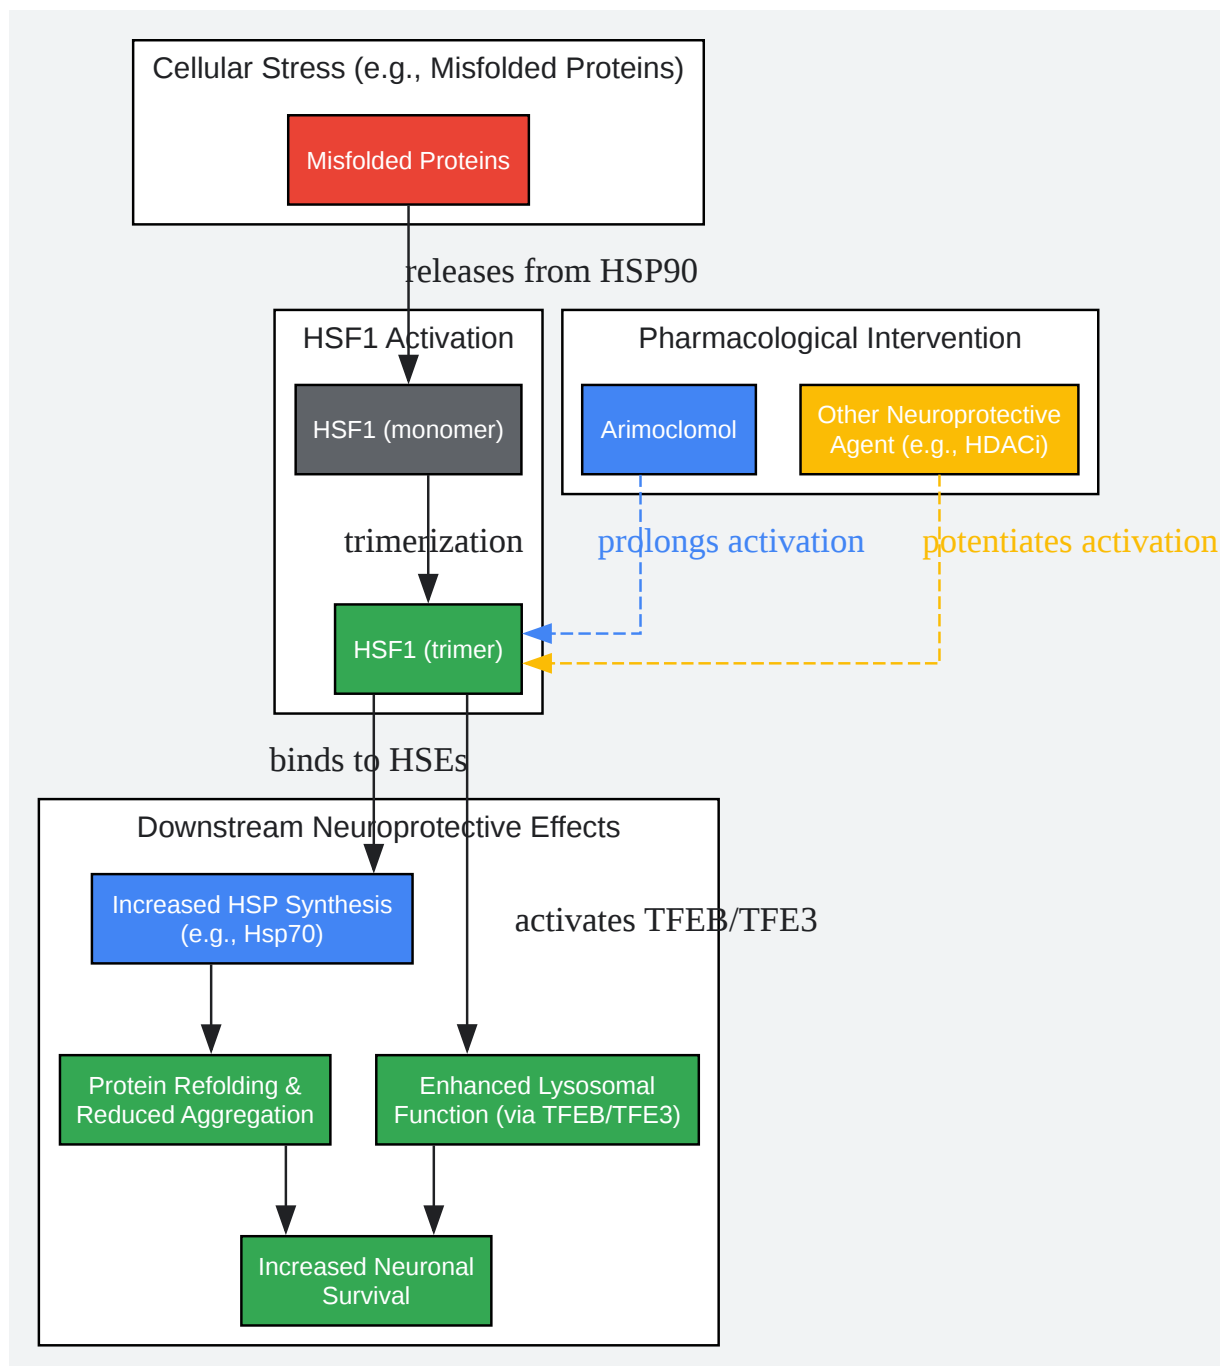 Cellular Stress (e.g., Misfolded Proteins)
Misfolded Proteins
releases from HSP90
HSF1 Activation
HSF1 (monomer)
trimerization
HSF1 (trimer)
Pharmacological Intervention
Arimoclomol
Other Neuroprotective
Agent (e.g., HDACi)
prolongs activation
potentiates activation
binds to HSEs
Downstream Neuroprotective Effects
Increased HSP Synthesis
(e.g., Hsp70)
activates TFEB/TFE3
Protein Refolding &
Reduced Aggregation
Enhanced Lysosomal
Function (via TFEB/TFE3)
Increased Neuronal
Survival